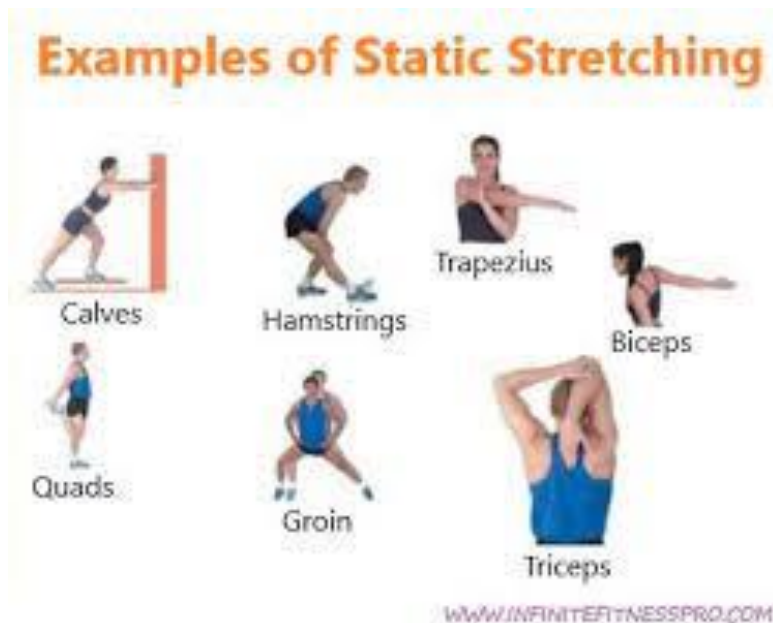 Examples of Static Stretching
Trapezius
Calves
Hamstrings
Biceps
Quads
Groin
Triceps
WWW.INFINITEFITNESSPRO.COM